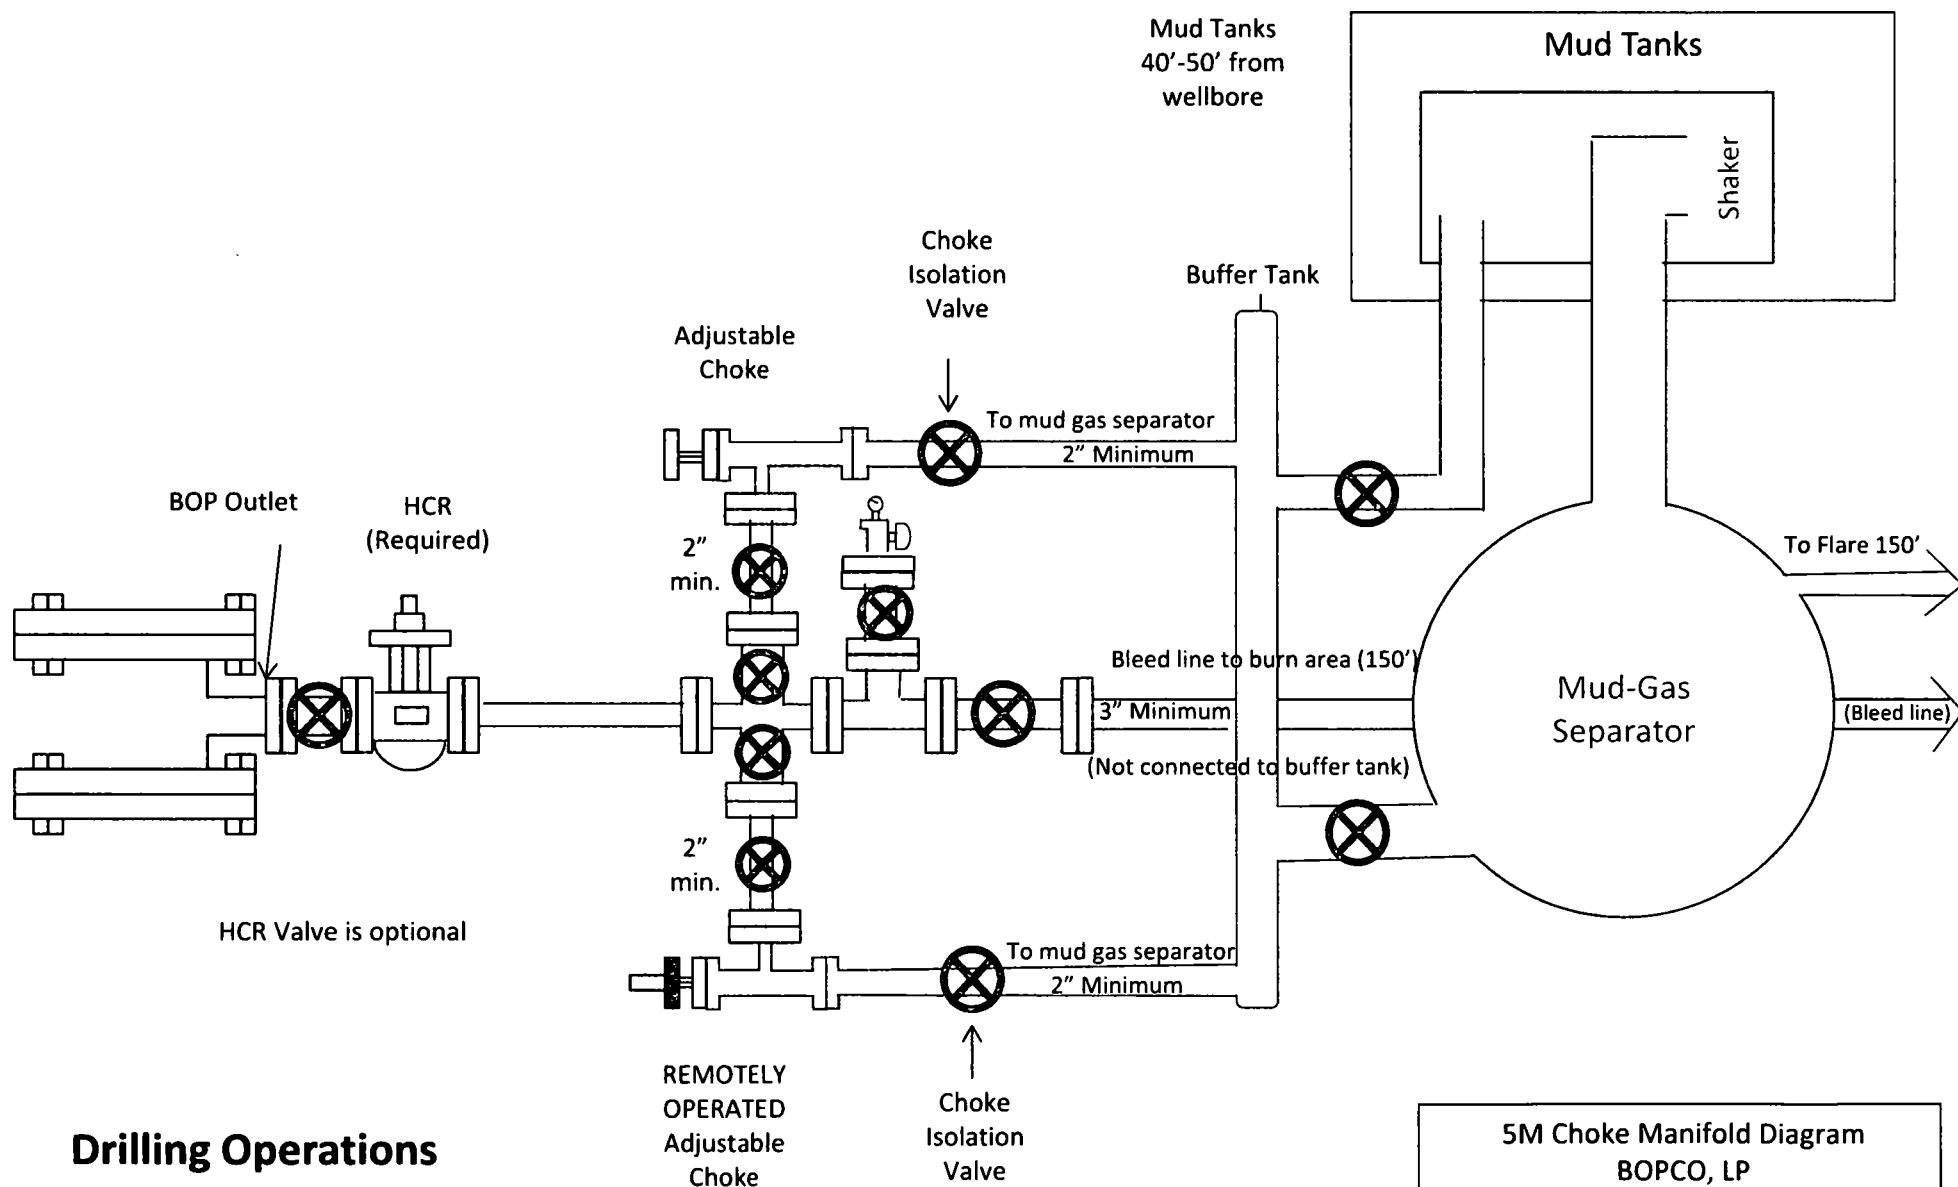 Mud Tanks
40'-50' from
wellbore
Mud Tanks
Shaker
Choke
Isolation
Valve
Buffer Tank
Adjustable
Choke
To mud gas separator
2" Minimum
BOP Outlet
HCR
(Required)
2"
min.
To Flare 150'
Bleed line to burn area (150')
3" Minimum
(Not connected to buffer tank)
Mud-Gas
Separator
(Bleed line)
2"
min.
HCR Valve is optional
To mud gas separator
2" Minimum
REMOTELY
OPERATED
Adjustable
Choke
Choke
Isolation
Valve
Drilling Operations
5M Choke Manifold Diagram
BOPCO, LP